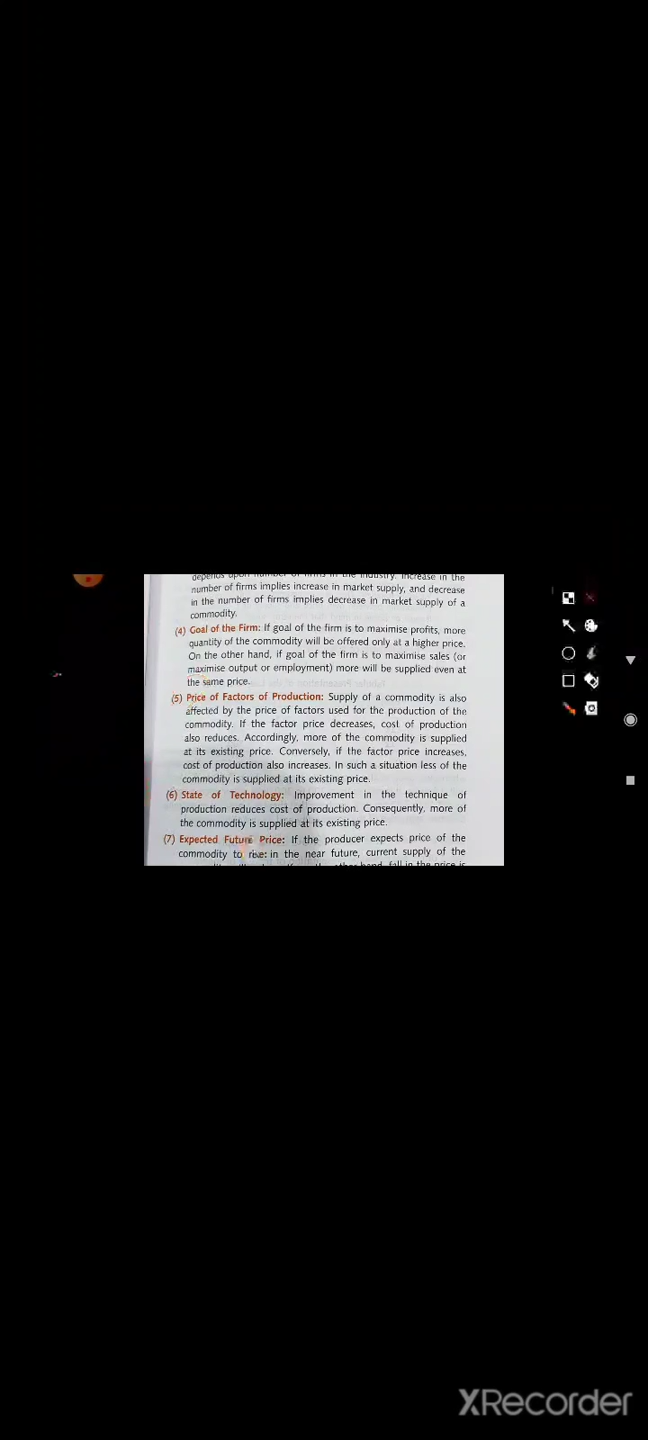 number of firms implies increase in market supply, and decrease
in the number of firms implies decrease in market supply of a
commodity.
(4) Goal of the Firm: If goal of the firm is to maximise profits, more
quantity of the commodity will be offered only at a higher price.
On the other hand, if goal of the firm is to maximise sales (or
maximise output or employment) more will be supplied even at
the same price.
(5) Price of Factors of Production: Supply of a commodity is also
affected by the price of factors used for the production of the
commodity. If the factor price decreases, cost of production
also reduces. Accordingly, more of the commodity is supplied
at its existing price. Conversely, if the factor price increases,
cost of production also increases. In such a situation less of the
commodity is supplied at its existing price.
(6) State of Technology: Improvement in the technique of
production reduces cost of production. Consequently, more of
the commodity is supplied at its existing price.
(7) Expected Future Price: If the producer expects price of the
commodity to rise in the near future, current supply of the
XRecorder